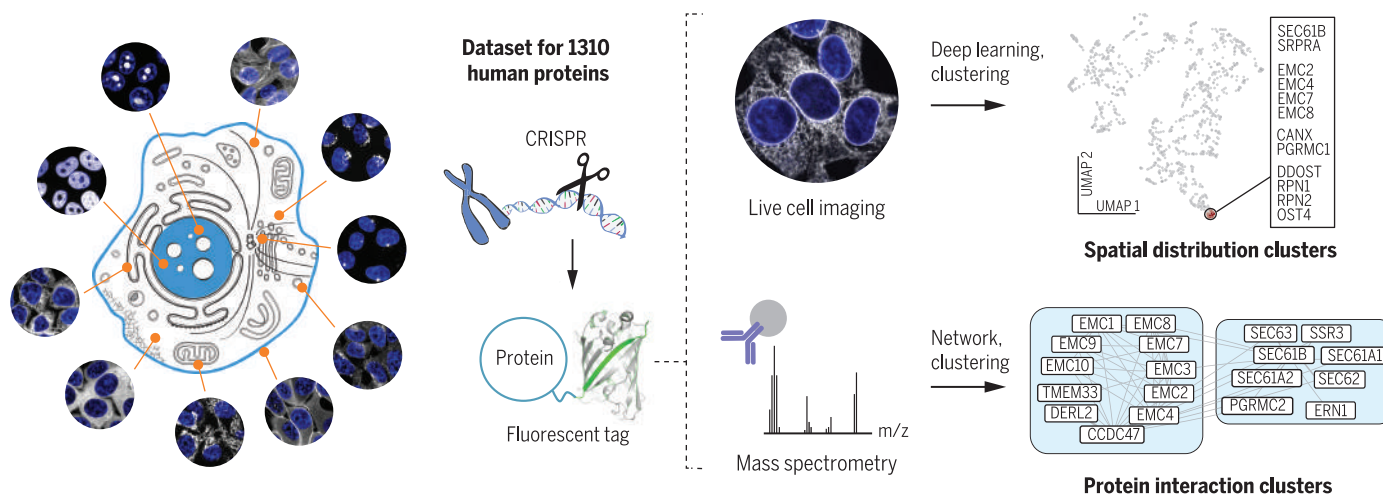 Dataset for 1310
human proteins
CRISPR
Protein
Fluorescent tag
Live cell imaging
Deep learning,
clustering
UMAP 2
UMAP 1
SEC61B
SRPRA
EMC2
EMC4
EMC7
EMC8
CANX
PGRMC1
DDOST
RPN1
RPN2
OST4
Spatial distribution clusters
m/z
Mass spectrometry
Network,
clustering
EMC1
EMC8
EMC9
EMC7
EMC10
EMC3
TMEM33
EMC2
DERL2
EMC4
CCDC47
SEC63
SSR3
SEC61B
SEC61A1
SEC61A2
SEC62
PGRMC2
ERN1
Protein interaction clusters